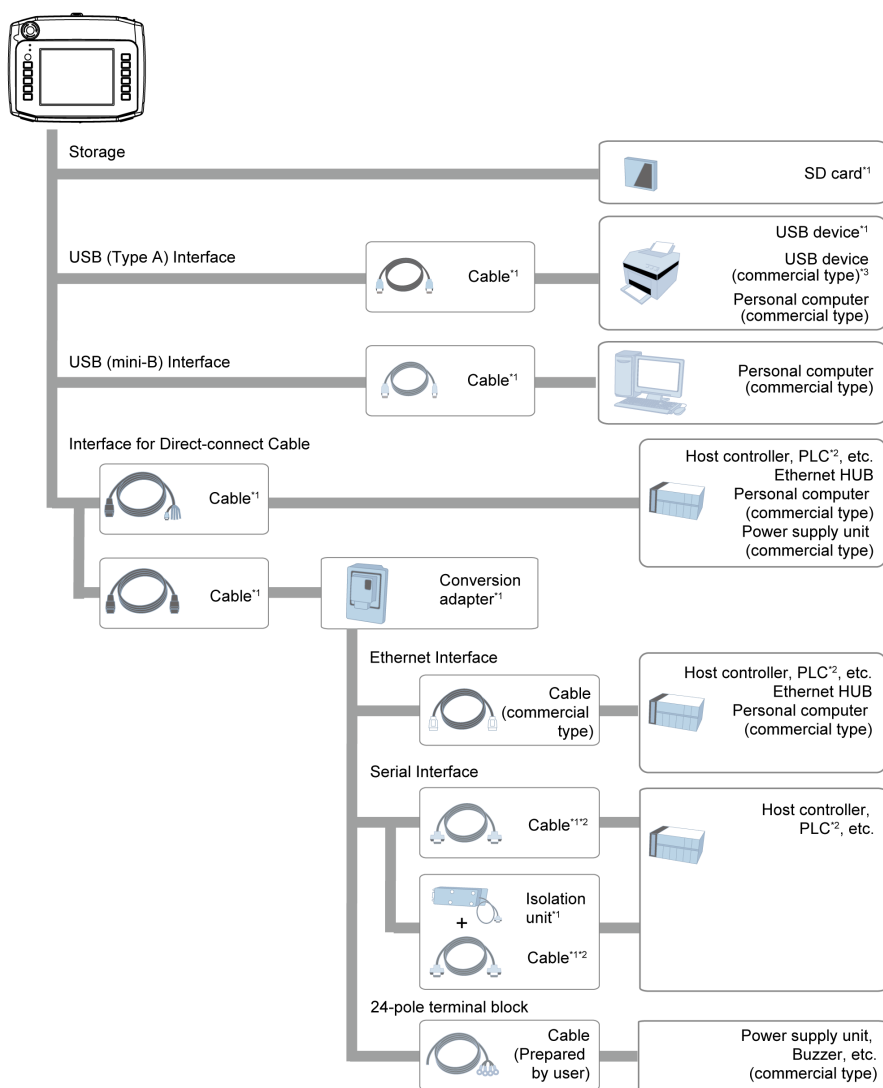 Storage
SD card*1
USB (Type A) Interface
Cable*1
USB device*1
USB device
(commercial type)*3
Personal computer
(commercial type)
USB (mini-B) Interface
Cable*1
Personal computer
(commercial type)
Interface for Direct-connect Cable
Cable*1
Host controller, PLC*2, etc.
Ethernet HUB
Personal computer
(commercial type)
Power supply unit
(commercial type)
Cable*1
Conversion
adapter*1
Ethernet Interface
Cable
(commercial
type)
Host controller, PLC*2, etc.
Ethernet HUB
Personal computer
(commercial type)
Serial Interface
Cable*1*2
Host controller,
PLC*2, etc.
Isolation
unit*1
+
Cable*1*2
24-pole terminal block
Cable
(Prepared
by user)
Power supply unit,
Buzzer, etc.
(commercial type)